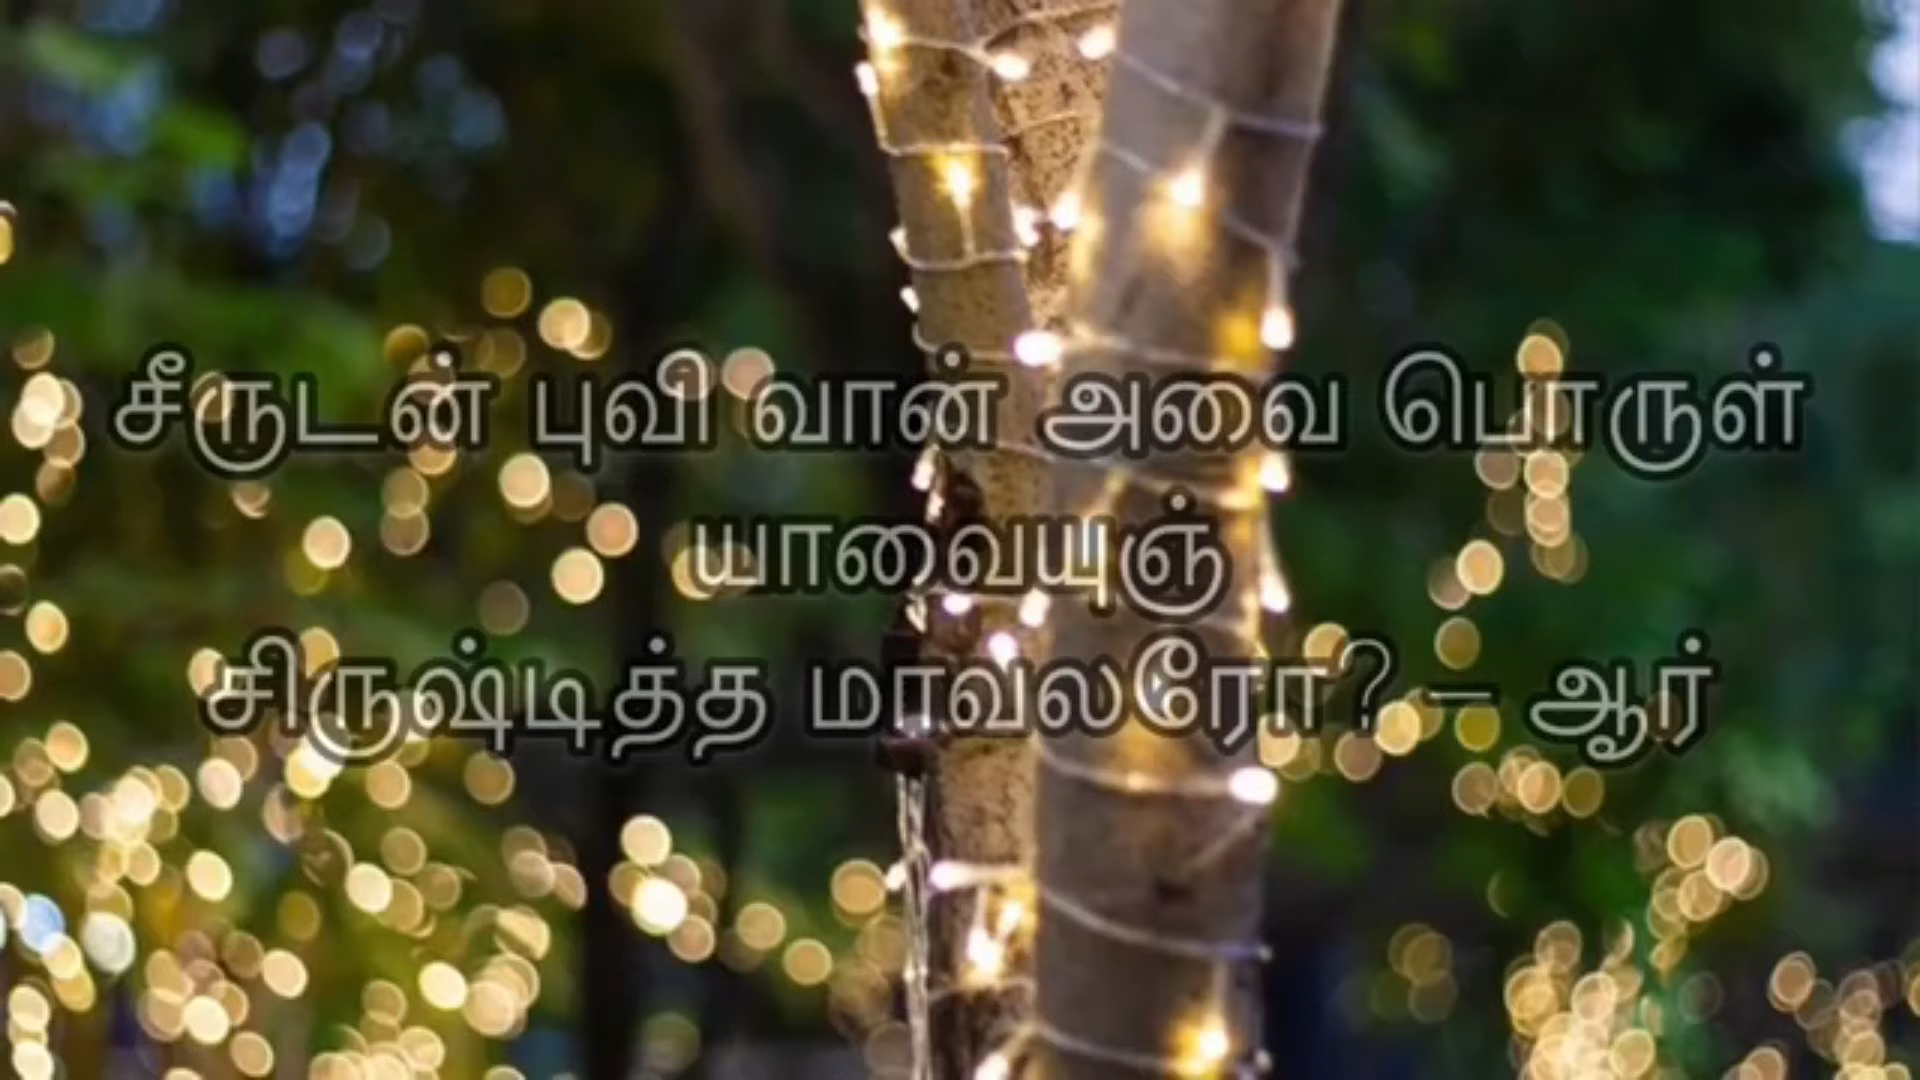 சீருடன் புவி வான் அவை பொருள்
யாவையுஞ்
சிருஷ்டித்த மாவலரோ? – ஆர்